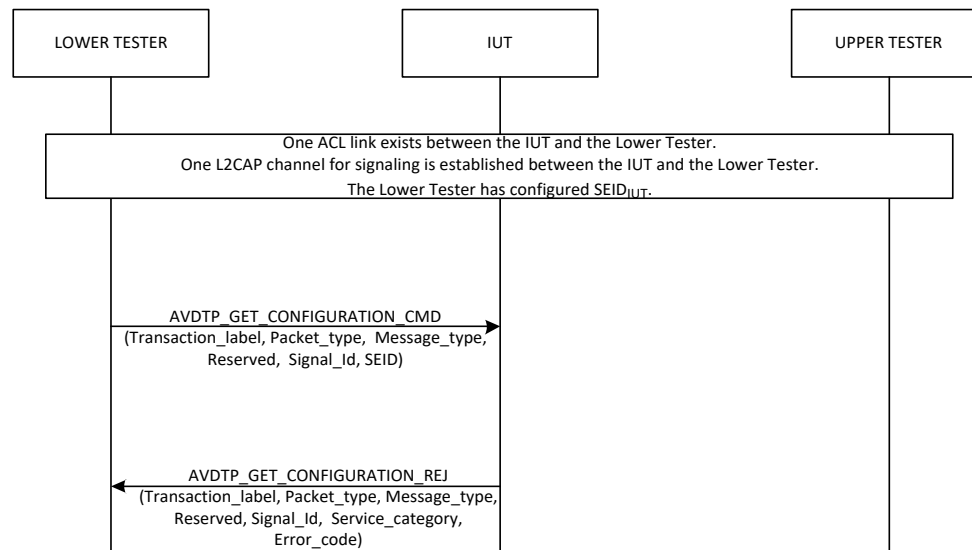 LOWER TESTER
IUT
UPPER TESTER
One ACL link exists between the IUT and the Lower Tester.
One L2CAP channel for signaling is established between the IUT and the Lower Tester.
The Lower Tester has configured SEIDIUT.
AVDTP_GET_CONFIGURATION_CMD
(Transaction_label, Packet_type, Message_type,
Reserved, Signal_Id, SEID)
AVDTP_GET_CONFIGURATION_REJ
(Transaction_label, Packet_type, Message_type,
Reserved, Signal_Id, Service_category,
Error_code)